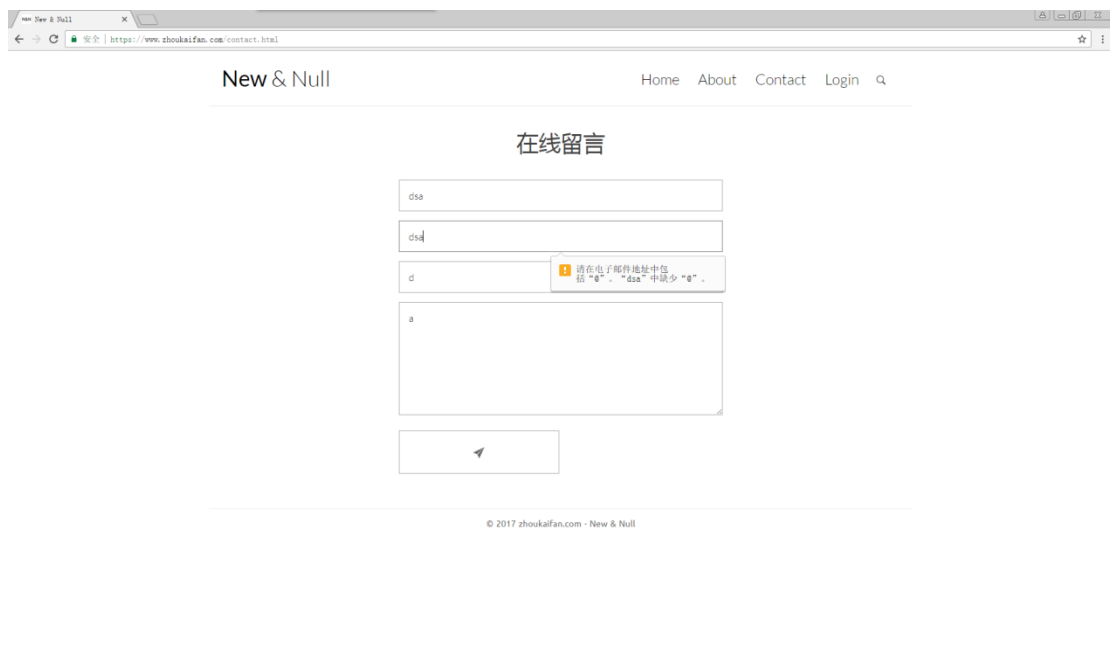 New & Null
安全 | https://www.zhoukaifan.com/contact.html
New & Null
Home About Contact Login
在线留言
dsa
dsa
请在电子邮件地址中包
括“@”。“dsa”中缺少“@”。
d
a
© 2017 zhoukaifan.com - New & Null